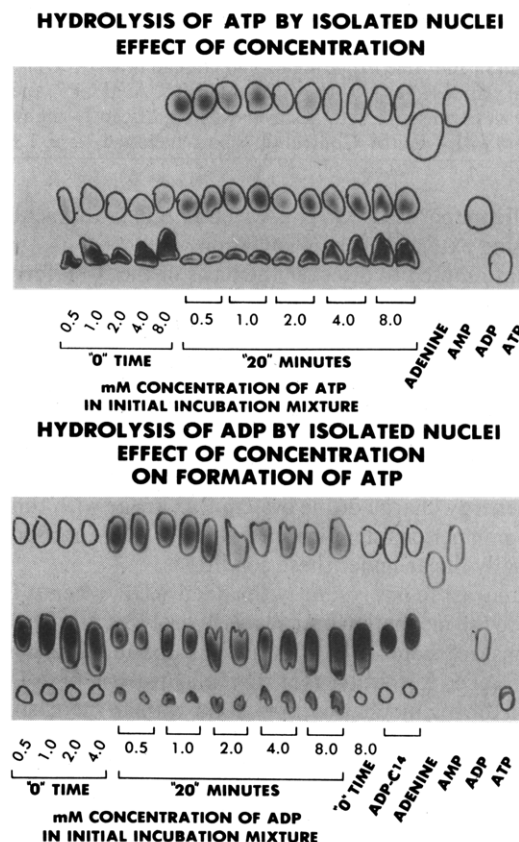 HYDROLYSIS OF ATP BY ISOLATED NUCLEI
EFFECT OF CONCENTRATION
0.5 1.0 2.0 4.0 8.0 0.5 1.0 2.0 4.0 8.0 ADENINE AMP ADP ATP
"0" TIME "20" MINUTES
mM CONCENTRATION OF ATP
IN INITIAL INCUBATION MIXTURE
HYDROLYSIS OF ADP BY ISOLATED NUCLEI
EFFECT OF CONCENTRATION
ON FORMATION OF ATP
0.5 1.0 2.0 4.0 0.5 1.0 2.0 4.0 8.0 8.0 "0" TIME ADP-C14 ADENINE AMP ADP ATP
"0" TIME "20" MINUTES
mM CONCENTRATION OF ADP
IN INITIAL INCUBATION MIXTURE